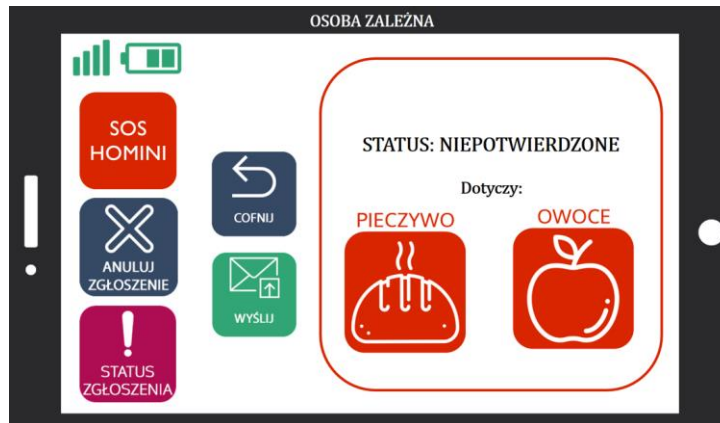 OSOBA ZALEŻNA
SOS
HOMINI
ANULUJ
ZGŁOSZENIE
STATUS
ZGŁOSZENIA
COFNIJ
WYŚLIJ
STATUS: NIEPOTWIERDZONE
Dotyczy:
PIECZYWO
OWOCE